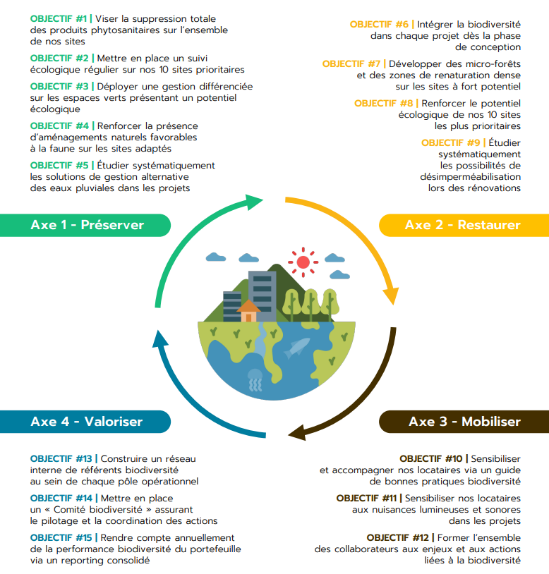 OBJECTIF #1 | Viser la suppression totale
des produits phytosanitaires sur l'ensemble
de nos sites
OBJECTIF #2 | Mettre en place un suivi
écologique régulier sur nos 10 sites prioritaires
OBJECTIF #3 | Déployer une gestion différenciée
sur les espaces verts présentant un potentiel
écologique
OBJECTIF #4 | Renforcer la présence
d'aménagements naturels favorables
à la faune sur les sites adaptés
OBJECTIF #5 | Étudier systématiquement
les solutions de gestion alternative
des eaux pluviales dans les projets
Axe 1 - Préserver
OBJECTIF #6 | Intégrer la biodiversité
dans chaque projet dès la phase
de conception
OBJECTIF #7 | Développer des micro-forêts
et des zones de renaturation dense
sur les sites à fort potentiel
OBJECTIF #8 | Renforcer le potentiel
écologique de nos 10 sites
les plus prioritaires
OBJECTIF #9 | Étudier
systématiquement
les possibilités de
désimperméabilisation
lors des rénovations
Axe 2 - Restaurer
Axe 4 - Valoriser
OBJECTIF #13 | Construire un réseau
interne de référents biodiversité
au sein de chaque pôle opérationnel
OBJECTIF #14 | Mettre en place
un « Comité biodiversité » assurant
le pilotage et la coordination des actions
OBJECTIF #15 | Rendre compte annuellement
de la performance biodiversité du portefeuille
via un reporting consolidé
Axe 3 - Mobiliser
OBJECTIF #10 | Sensibiliser
et accompagner nos locataires via un guide
de bonnes pratiques biodiversité
OBJECTIF #11 | Sensibiliser nos locataires
aux nuisances lumineuses et sonores
dans les projets
OBJECTIF #12 | Former l'ensemble
des collaborateurs aux enjeux et aux actions
liées à la biodiversité